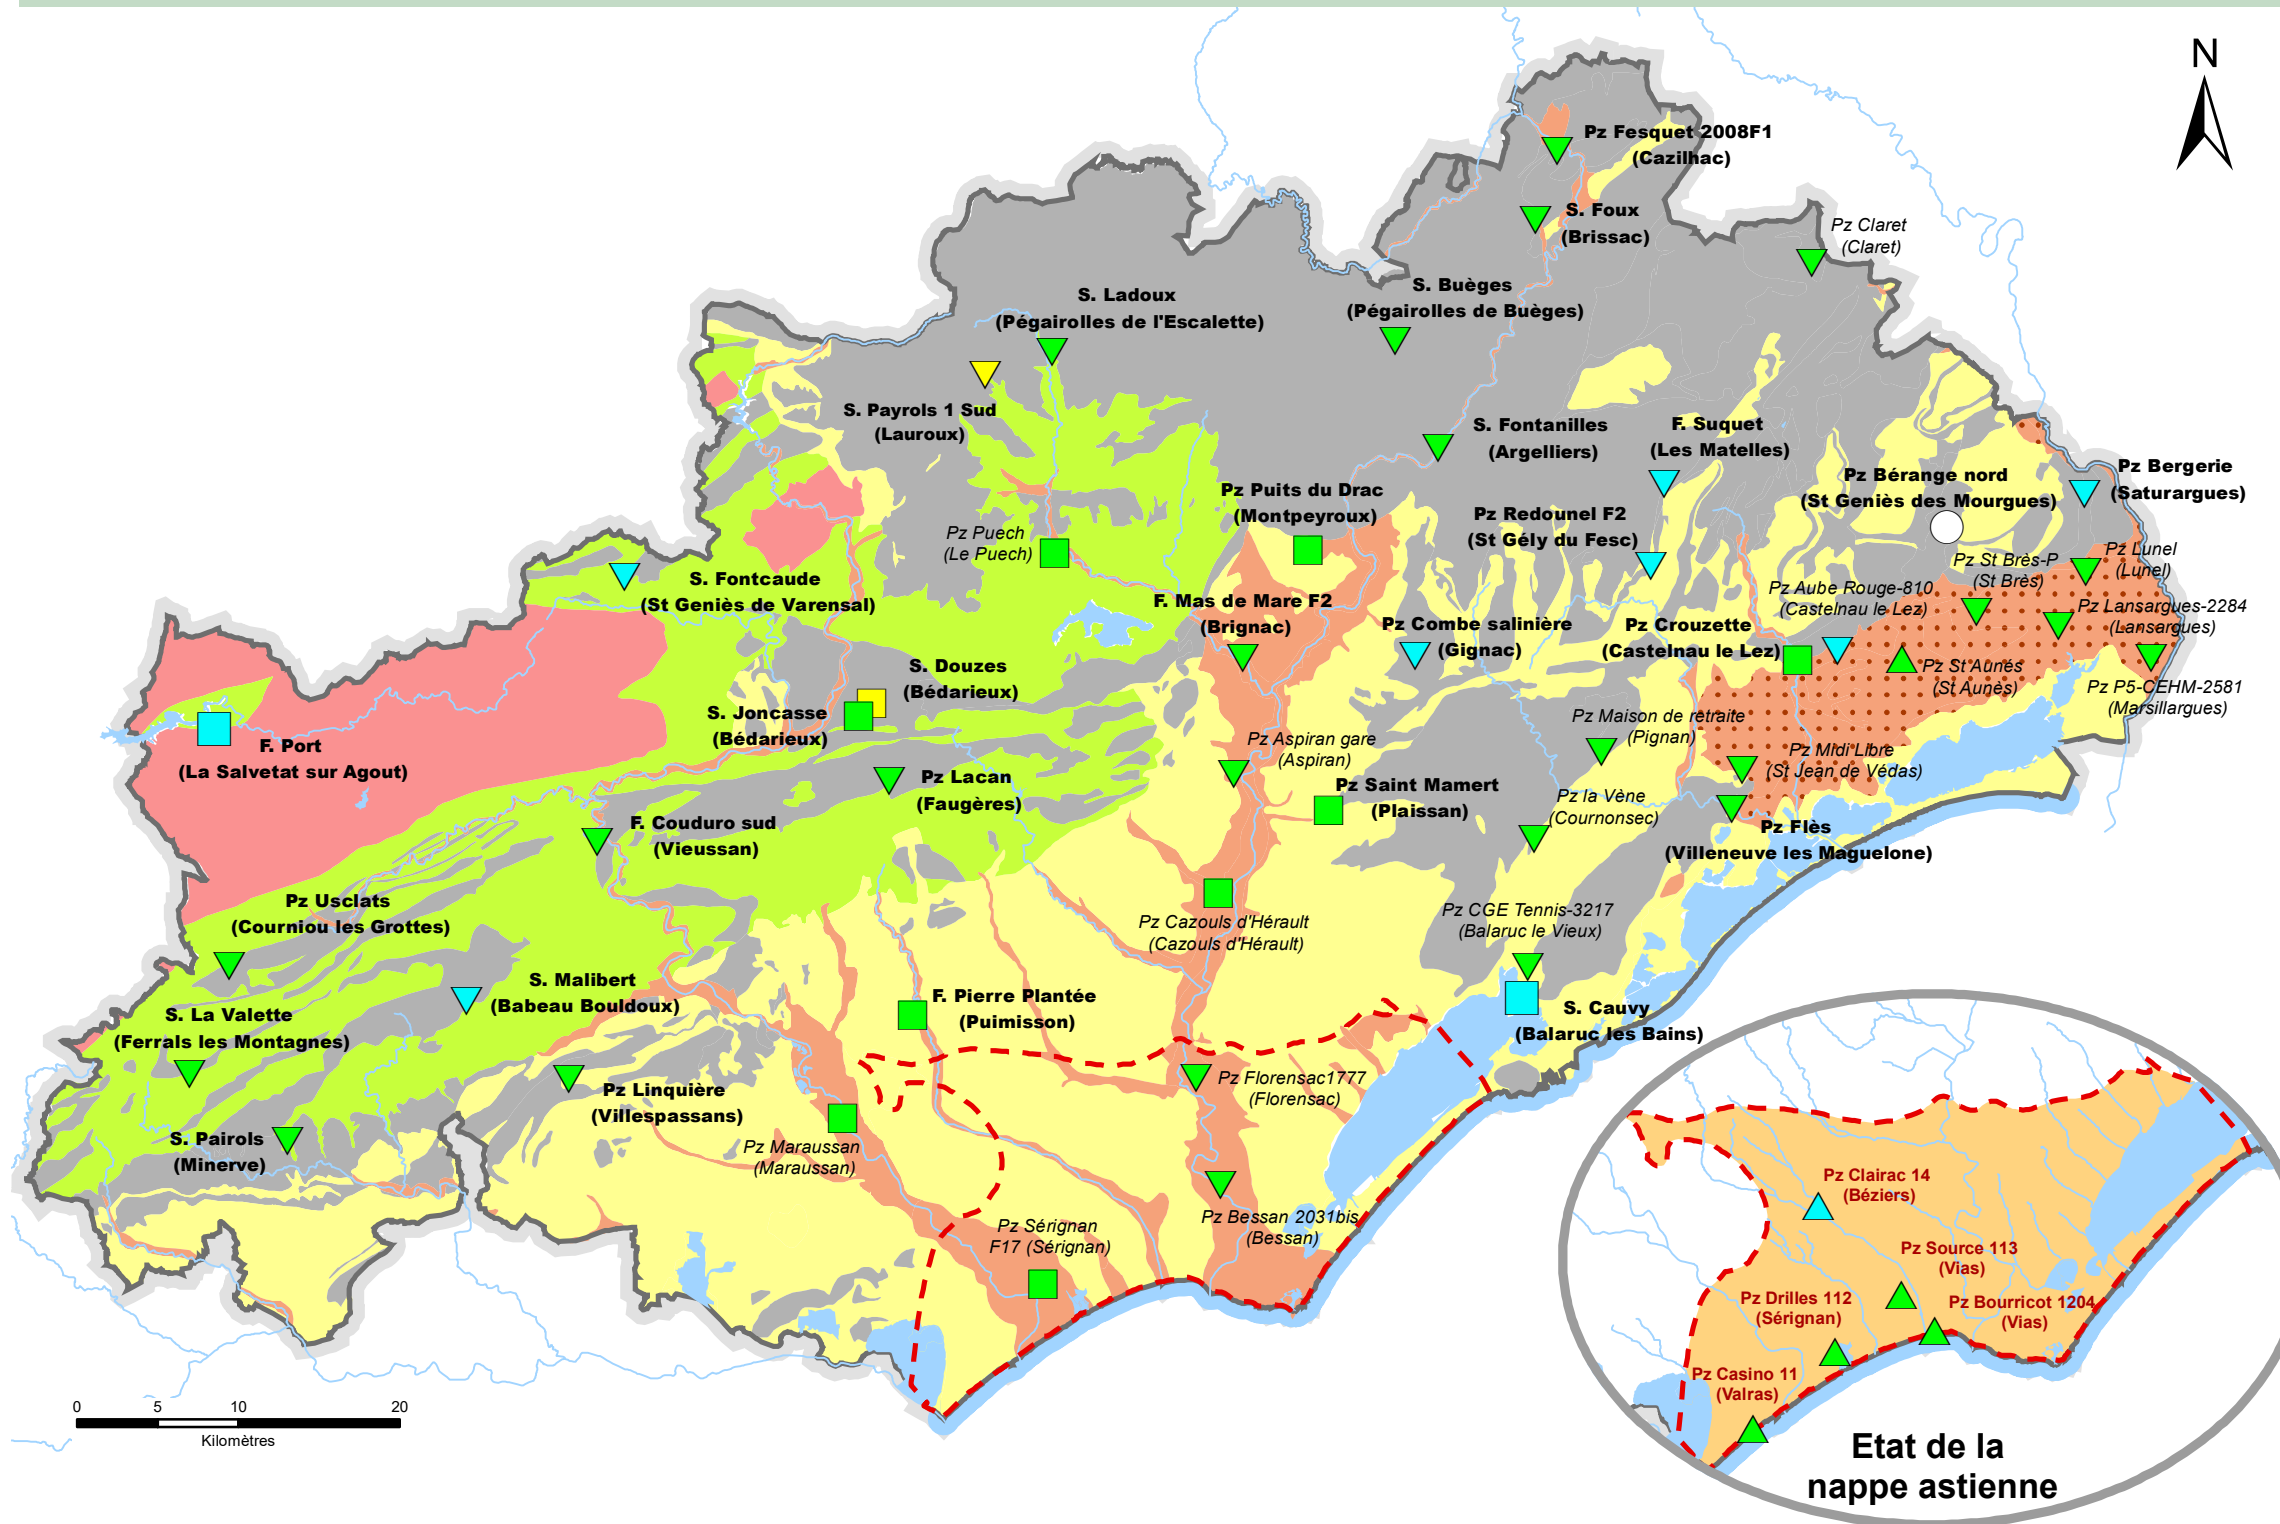 N
Pz Fesquet 2008F1
(Cazilhac)
S. Foux
(Brissac)
Pz Claret
(Claret)
S. Ladoux
(Pégairolles de l'Escalette)
S. Buèges
(Pégairolles de Buèges)
S. Payrols 1 Sud
(Lauroux)
S. Fontanilles
(Argelliers)
F. Suquet
(Les Matelles)
Pz Bérange nord
(St Geniès des Mourgues)
Pz Bergerie
(Saturargues)
Pz Puits du Drac
(Montpeyroux)
Pz Redounel F2
(St Gély du Fesc)
Pz Puech
(Le Puech)
Pz St Brès-P
(St Brès)
Pz Lunel
(Lunel)
S. Fontcaude
(St Geniès de Varensal)
Pz Aube Rouge-810
(Castelnau le Lez)
F. Mas de Mare F2
(Brignac)
Pz Combe salinière
(Gignac)
Pz Crouzette
(Castelnau le Lez)
Pz Lansargues-2284
(Lansargues)
S. Douzes
(Bédarieux)
Pz St Aunés
(St Aunès)
Pz P5-CEHM-2581
(Marsillargues)
S. Joncasse
(Bédarieux)
Pz Maison de retraite
(Pignan)
F. Port
(La Salvetat sur Agout)
Pz Aspiran gare
(Aspiran)
Pz Midi Libre
(St Jean de Védas)
Pz Lacan
(Faugères)
Pz Saint Mamert
(Plaissan)
Pz la Vène
(Cournonsec)
F. Couduro sud
(Vieussan)
Pz Flès
(Villeneuve les Maguelone)
Pz Usclats
(Courniou les Grottes)
Pz Cazouls d'Hérault
(Cazouls d'Hérault)
Pz CGE Tennis-3217
(Balaruc le Vieux)
S. Malibert
(Babeau Bouldoux)
F. Pierre Plantée
(Puimisson)
S. Cauvy
(Balaruc les Bains)
S. La Valette
(Ferrals les Montagnes)
Pz Linquière
(Villespassans)
Pz Florensac1777
(Florensac)
S. Pairols
(Minerve)
Pz Maraussan
(Maraussan)
Pz Sérignan
F17 (Sérignan)
Pz Bessan 2031bis
(Bessan)
Pz Clairac 14
(Béziers)
Pz Source 113
(Vias)
Pz Drilles 112
(Sérignan)
Pz Bourricot 1204
(Vias)
Pz Casino 11
(Valras)
Etat de la
nappe astienne
0 5 10 20
Kilomètres